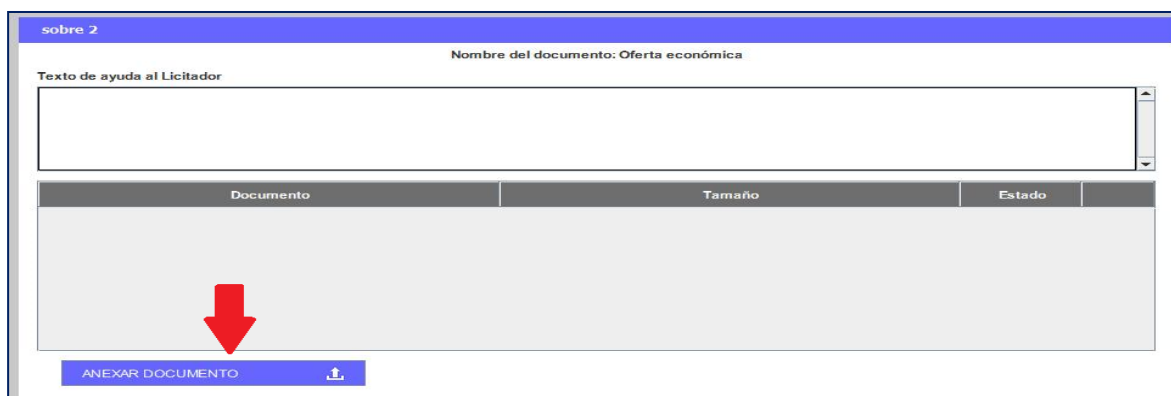 sobre 2
Nombre del documento: Oferta económica
Texto de ayuda al Licitador
Documento Tamaño Estado
ANEXAR DOCUMENTO